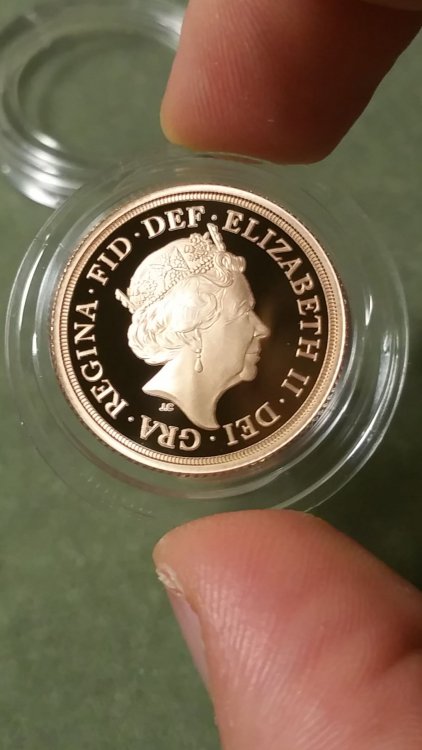 ELIZABETH II · DEI · GRA · REGINA · FID · DEF ·
JC